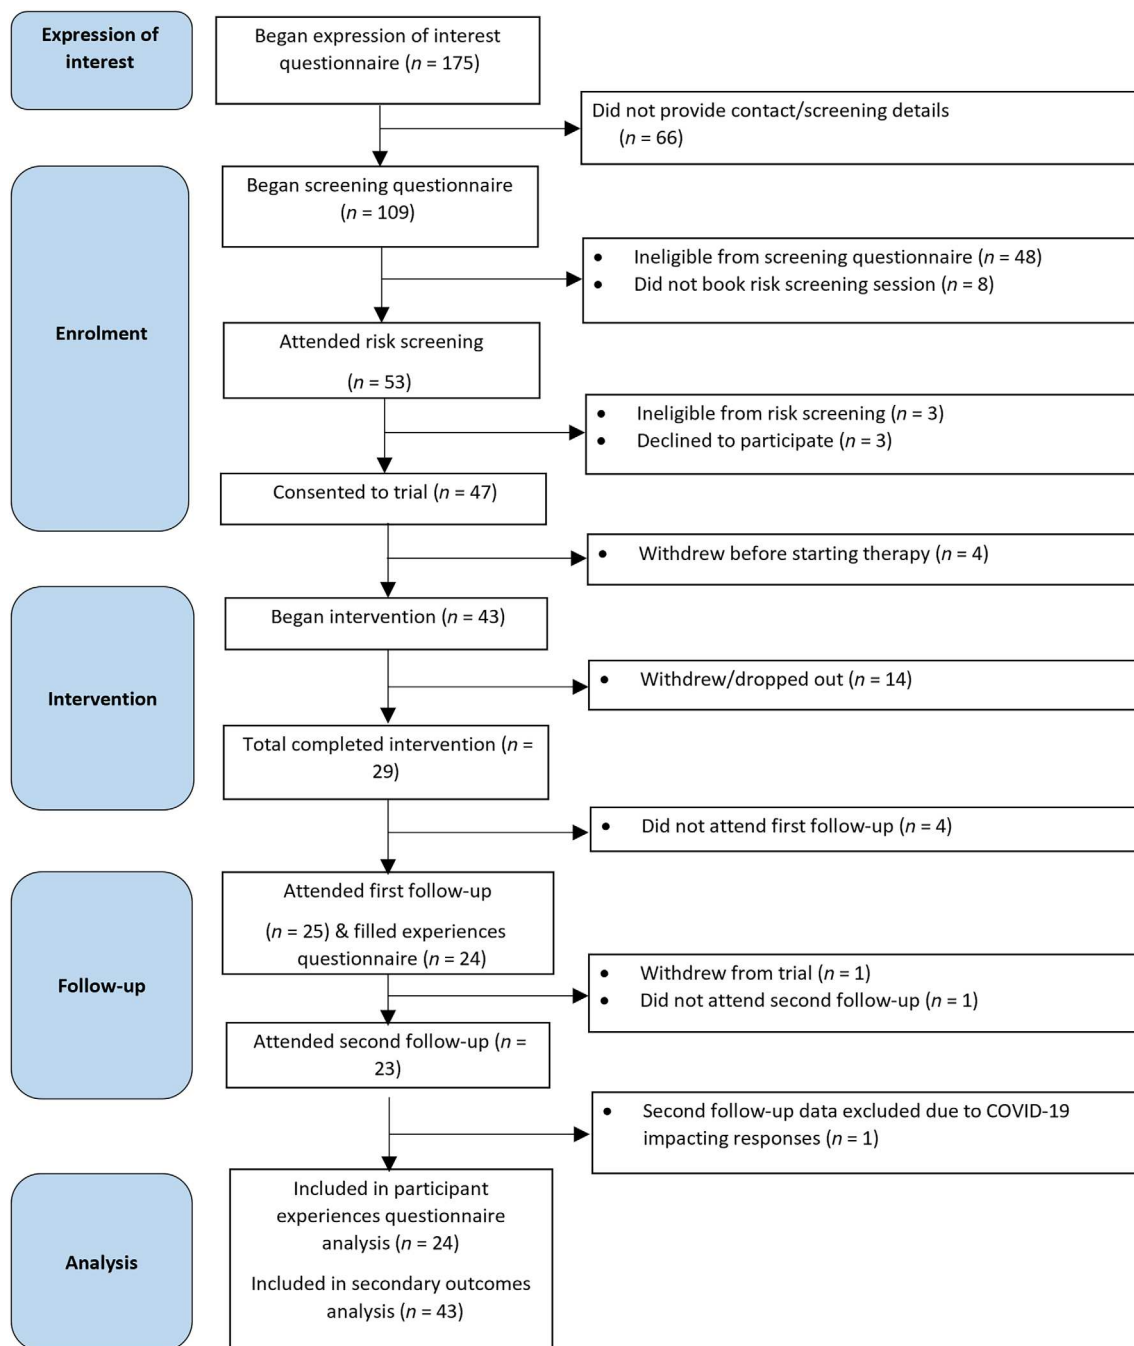 Expression of
interest
Began expression of interest
questionnaire (n = 175)
Did not provide contact/screening details
(n = 66)
Enrolment
Began screening questionnaire
(n = 109)
• Ineligible from screening questionnaire (n = 48)
• Did not book risk screening session (n = 8)
Attended risk screening
(n = 53)
• Ineligible from risk screening (n = 3)
• Declined to participate (n = 3)
Consented to trial (n = 47)
• Withdrew before starting therapy (n = 4)
Intervention
Began intervention (n = 43)
• Withdrew/dropped out (n = 14)
Total completed intervention (n =
29)
• Did not attend first follow-up (n = 4)
Follow-up
Attended first follow-up
(n = 25) & filled experiences
questionnaire (n = 24)
• Withdrew from trial (n = 1)
• Did not attend second follow-up (n = 1)
Attended second follow-up (n =
23)
• Second follow-up data excluded due to COVID-19
impacting responses (n = 1)
Analysis
Included in participant
experiences questionnaire
analysis (n = 24)
Included in secondary outcomes
analysis (n = 43)